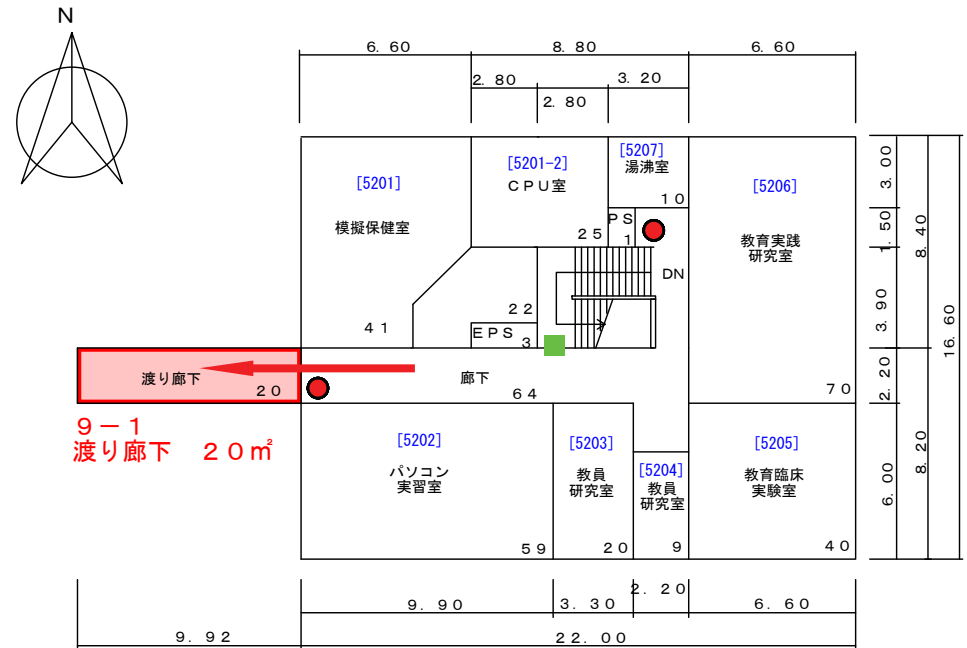 N
6. 60
8. 80
6. 60
2. 80
3. 20
2. 80
[5201]
模擬保健室
41
[5201-2]
CPU室
25
[5207]
湯沸室
10
PS
1
[5206]
教育実践
研究室
70
DN
22
EPS
3
渡り廊下
20
廊下
64
9-1
渡り廊下 20㎡
[5202]
パソコン
実習室
59
[5203]
教員
研究室
20
[5204]
教員
研究室
9
[5205]
教育臨床
実験室
40
3. 00
1. 50
3. 90
2. 20
6. 00
8. 40
8. 20
16. 60
2. 20
9. 90
3. 30
6. 60
9. 92
22. 00